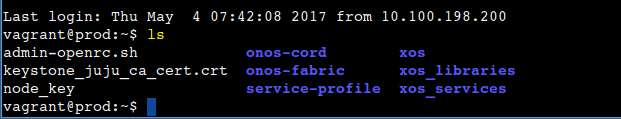 Last login: Thu May  4 07:42:08 2017 from 10.100.198.200
vagrant@prod:~$ ls
admin-openrc.sh           onos-cord        xos
keystone_juju_ca_cert.crt onos-fabric      xos_libraries
node_key                  service-profile  xos_services
vagrant@prod:~$